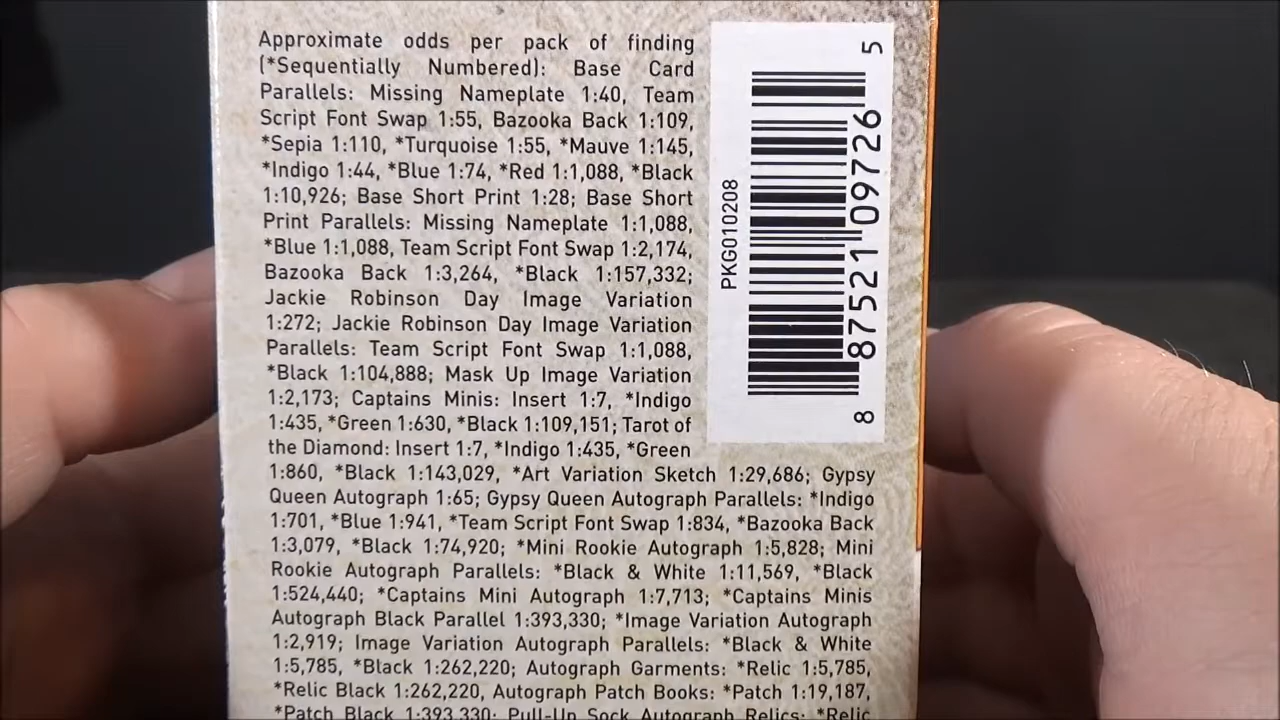 Approximate odds per pack of finding
(*Sequentially Numbered): Base Card
Parallels: Missing Nameplate 1:40, Team
Script Font Swap 1:55, Bazooka Back 1:109,
*Sepia 1:110, *Turquoise 1:55, *Mauve 1:145,
*Indigo 1:44, *Blue 1:74, *Red 1:1,088, *Black
1:10,926; Base Short Print 1:28; Base Short
Print Parallels: Missing Nameplate 1:1,088,
*Blue 1:1,088, Team Script Font Swap 1:2,174,
Bazooka Back 1:3,264, *Black 1:157,332;
Jackie Robinson Day Image Variation
1:272; Jackie Robinson Day Image Variation
Parallels: Team Script Font Swap 1:1,088,
*Black 1:104,888; Mask Up Image Variation
1:2,173; Captains Minis: Insert 1:7, *Indigo
1:435, *Green 1:630, *Black 1:109,151; Tarot of
the Diamond: Insert 1:7, *Indigo 1:435, *Green
1:860, *Black 1:143,029, *Art Variation Sketch 1:29,686; Gypsy
Queen Autograph 1:65; Gypsy Queen Autograph Parallels: *Indigo
1:701, *Blue 1:941, *Team Script Font Swap 1:834, *Bazooka Back
1:3,079, *Black 1:74,920; *Mini Rookie Autograph 1:5,828; Mini
Rookie Autograph Parallels: *Black & White 1:11,569, *Black
1:524,440; *Captains Mini Autograph 1:7,713; *Captains Minis
Autograph Black Parallel 1:393,330; *Image Variation Autograph
1:2,919; Image Variation Autograph Parallels: *Black & White
1:5,785, *Black 1:262,220; Autograph Garments: *Relic 1:5,785,
*Relic Black 1:262,220, Autograph Patch Books: *Patch 1:19,187,
*Patch Black 1:393,330; Pull-Up Sock Autograph Relics: *Relic
PKG010208
8 87521 09726 5